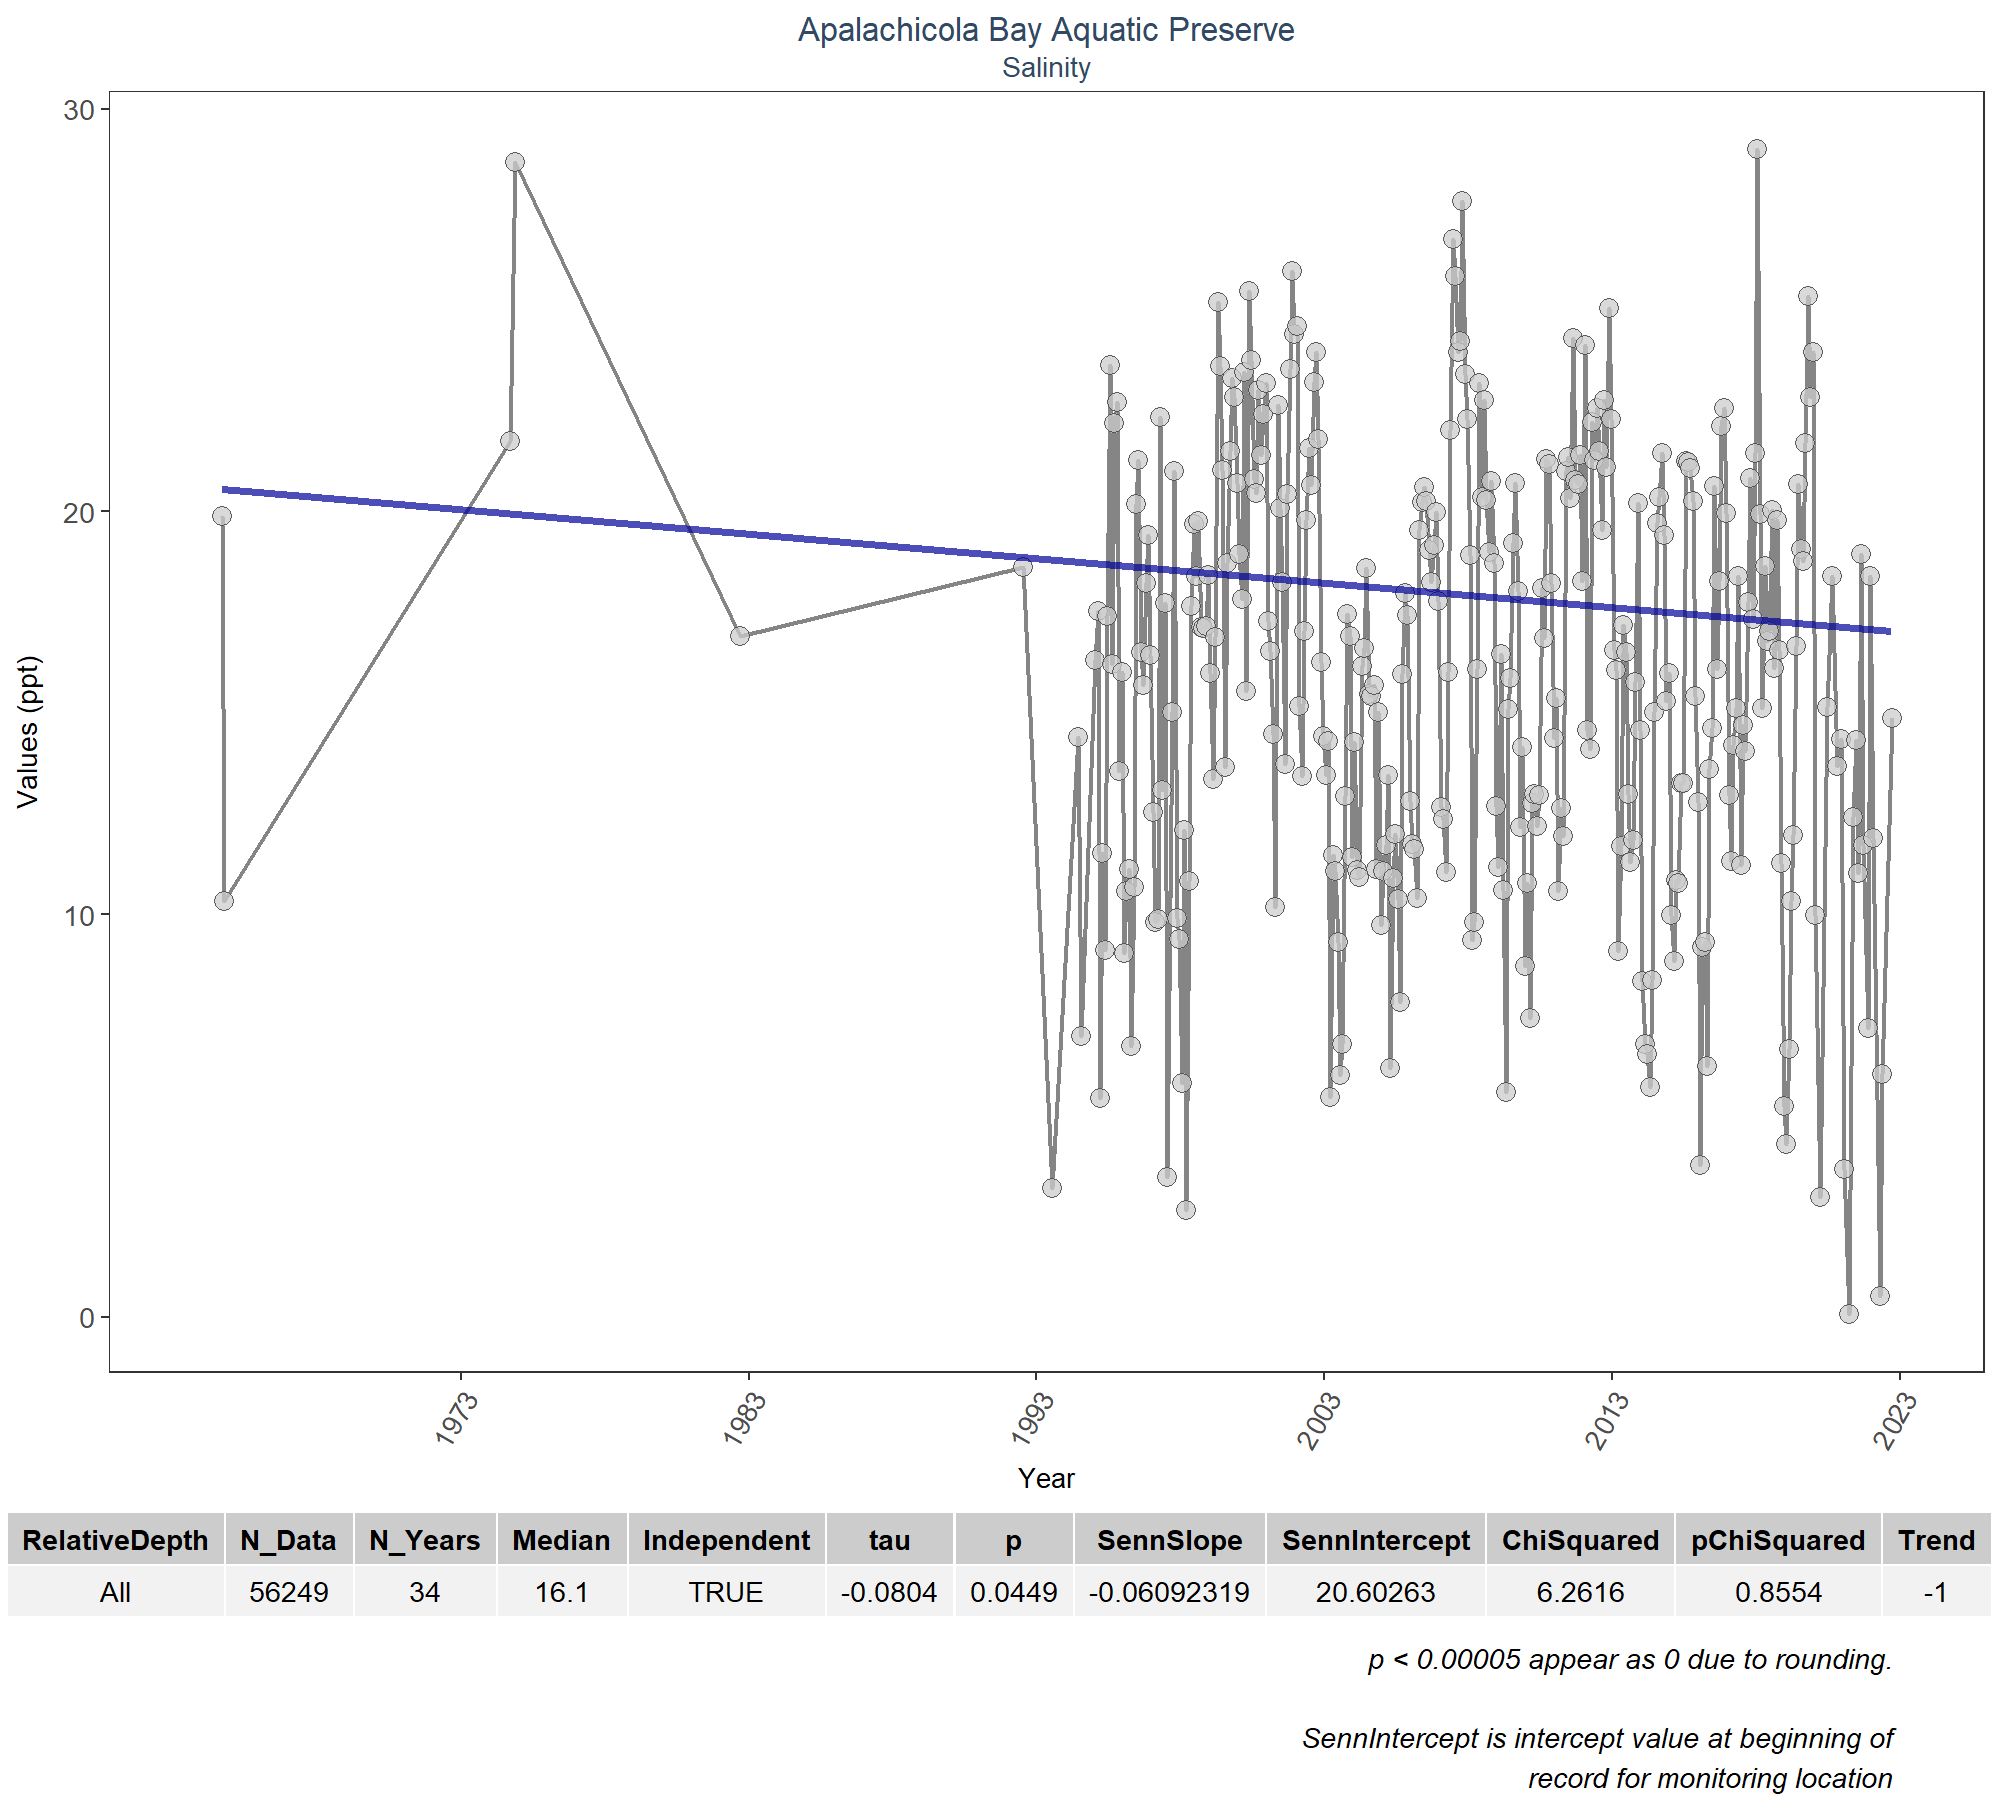 Apalachicola Bay Aquatic Preserve
Salinity
30
20
10
0
Values (ppt)
1973 1983 1993 2003 2013 2023
Year
RelativeDepth N_Data N_Years Median Independent tau p SennSlope SennIntercept ChiSquared pChiSquared Trend
All 56249 34 16.1 TRUE -0.0804 0.0449 -0.06092319 20.60263 6.2616 0.8554 -1
p < 0.00005 appear as 0 due to rounding.
SennIntercept is intercept value at beginning of
record for monitoring location